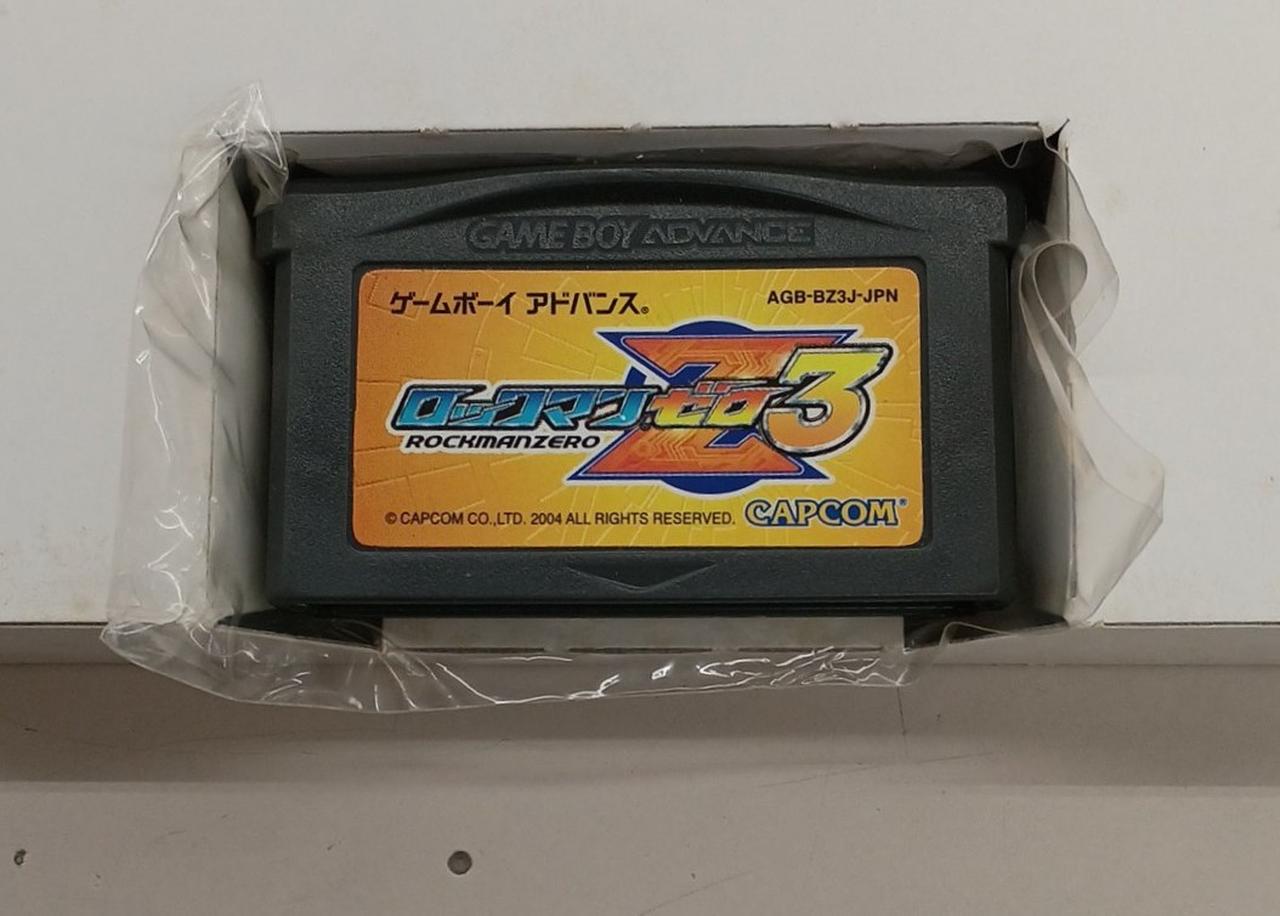 GAME BOY ADVANCE
ゲームボーイ アドバンス®
AGB-BZ3J-JPN
Z
ロックマン ゼロ3
ROCKMANZERO
© CAPCOM CO.,LTD. 2004 ALL RIGHTS RESERVED.
CAPCOM®